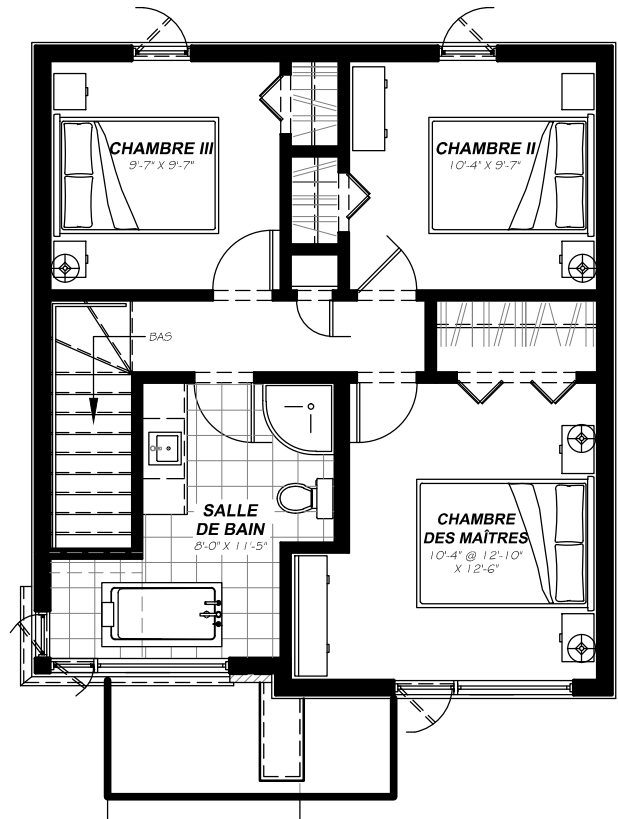 CHAMBRE III
9'-7" X 9'-7"
CHAMBRE II
10'-4" X 9'-7"
BAS
SALLE
DE BAIN
8'-0" X 11'-5"
CHAMBRE
DES MAÎTRES
10'-4" @ 12'-10"
X 12'-6"